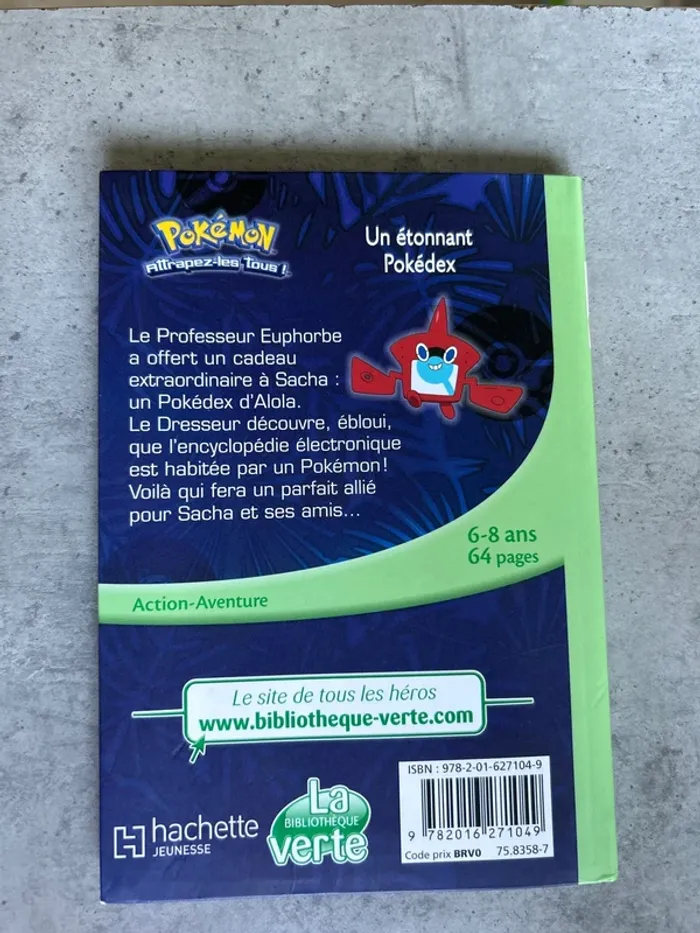 POKéMON
Attrapez-les tous !
Un étonnant
Pokédex
Le Professeur Euphorbe
a offert un cadeau
extraordinaire à Sacha :
un Pokédex d'Alola.
Le Dresseur découvre, ébloui,
que l'encyclopédie électronique
est habitée par un Pokémon !
Voilà qui fera un parfait allié
pour Sacha et ses amis...
6-8 ans
64 pages
Action-Aventure
Le site de tous les héros
www.bibliotheque-verte.com
ISBN : 978-2-01-627104-9
9 782016 271049
Code prix BRV0 75.8358-7
hachette
JEUNESSE
La
BIBLIOTHÈQUE
verte